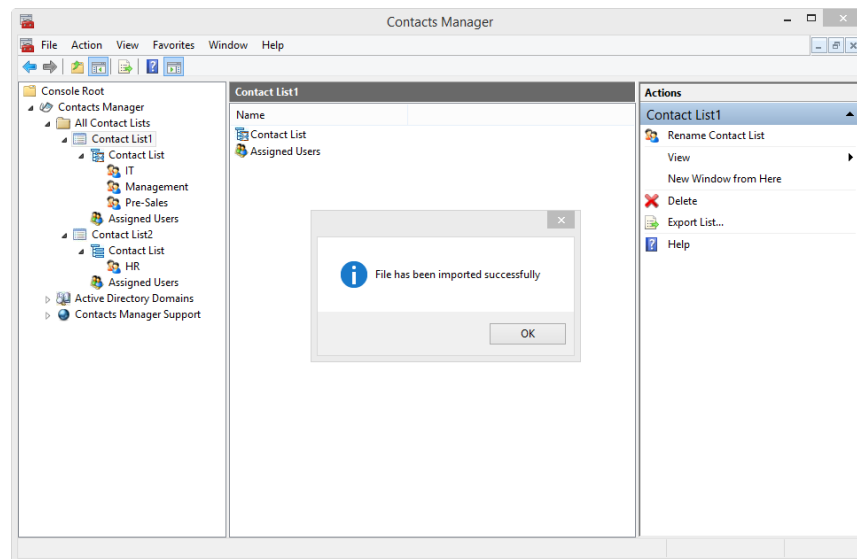 Contacts Manager
File Action View Favorites Window Help
Console Root
Contacts Manager
All Contact Lists
Contact List1
Contact List
IT
Management
Pre-Sales
Assigned Users
Contact List2
Contact List
HR
Assigned Users
Active Directory Domains
Contacts Manager Support
Contact List1
Name
Contact List
Assigned Users
File has been imported successfully
OK
Actions
Contact List1
Rename Contact List
View
New Window from Here
Delete
Export List...
Help